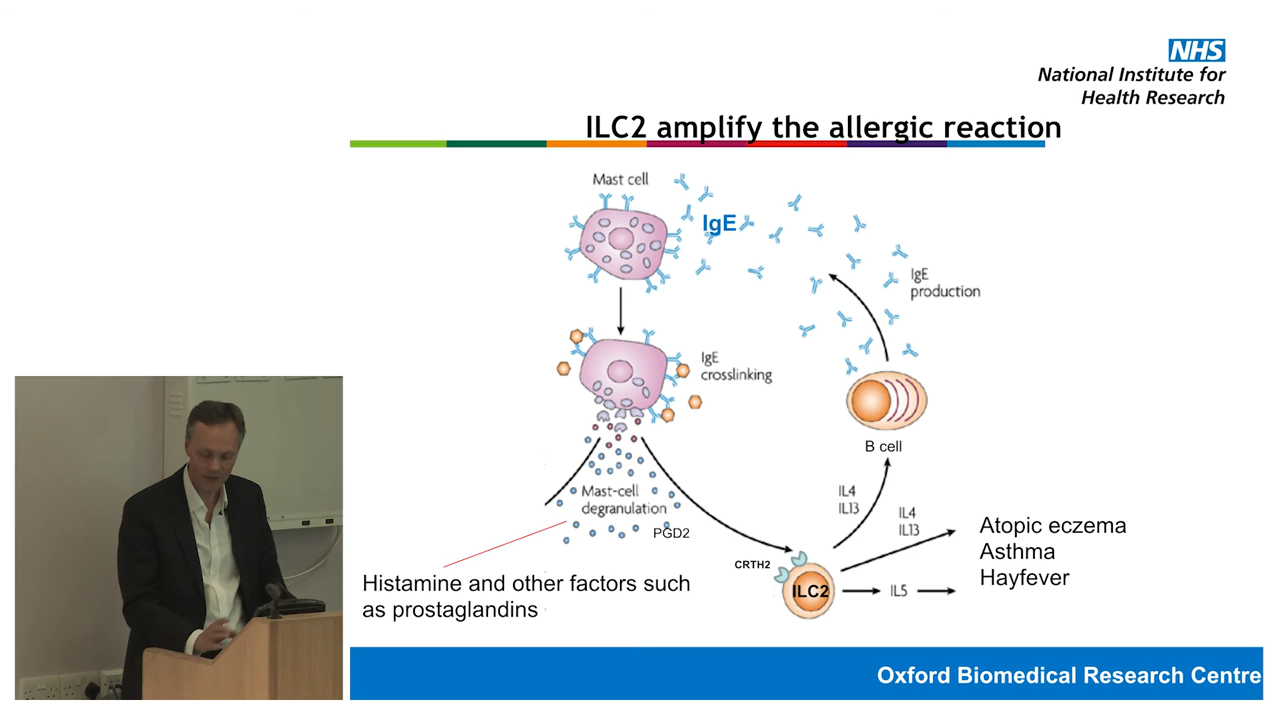 NHS
National Institute for
Health Research
ILC2 amplify the allergic reaction
Mast cell
IgE
IgE
production
IgE
crosslinking
B cell
Mast-cell
degranulation
PGD2
IL4
IL13
IL4
IL13
CRTH2
ILC2
IL5
Atopic eczema
Asthma
Hayfever
Histamine and other factors such
as prostaglandins
Oxford Biomedical Research Centre